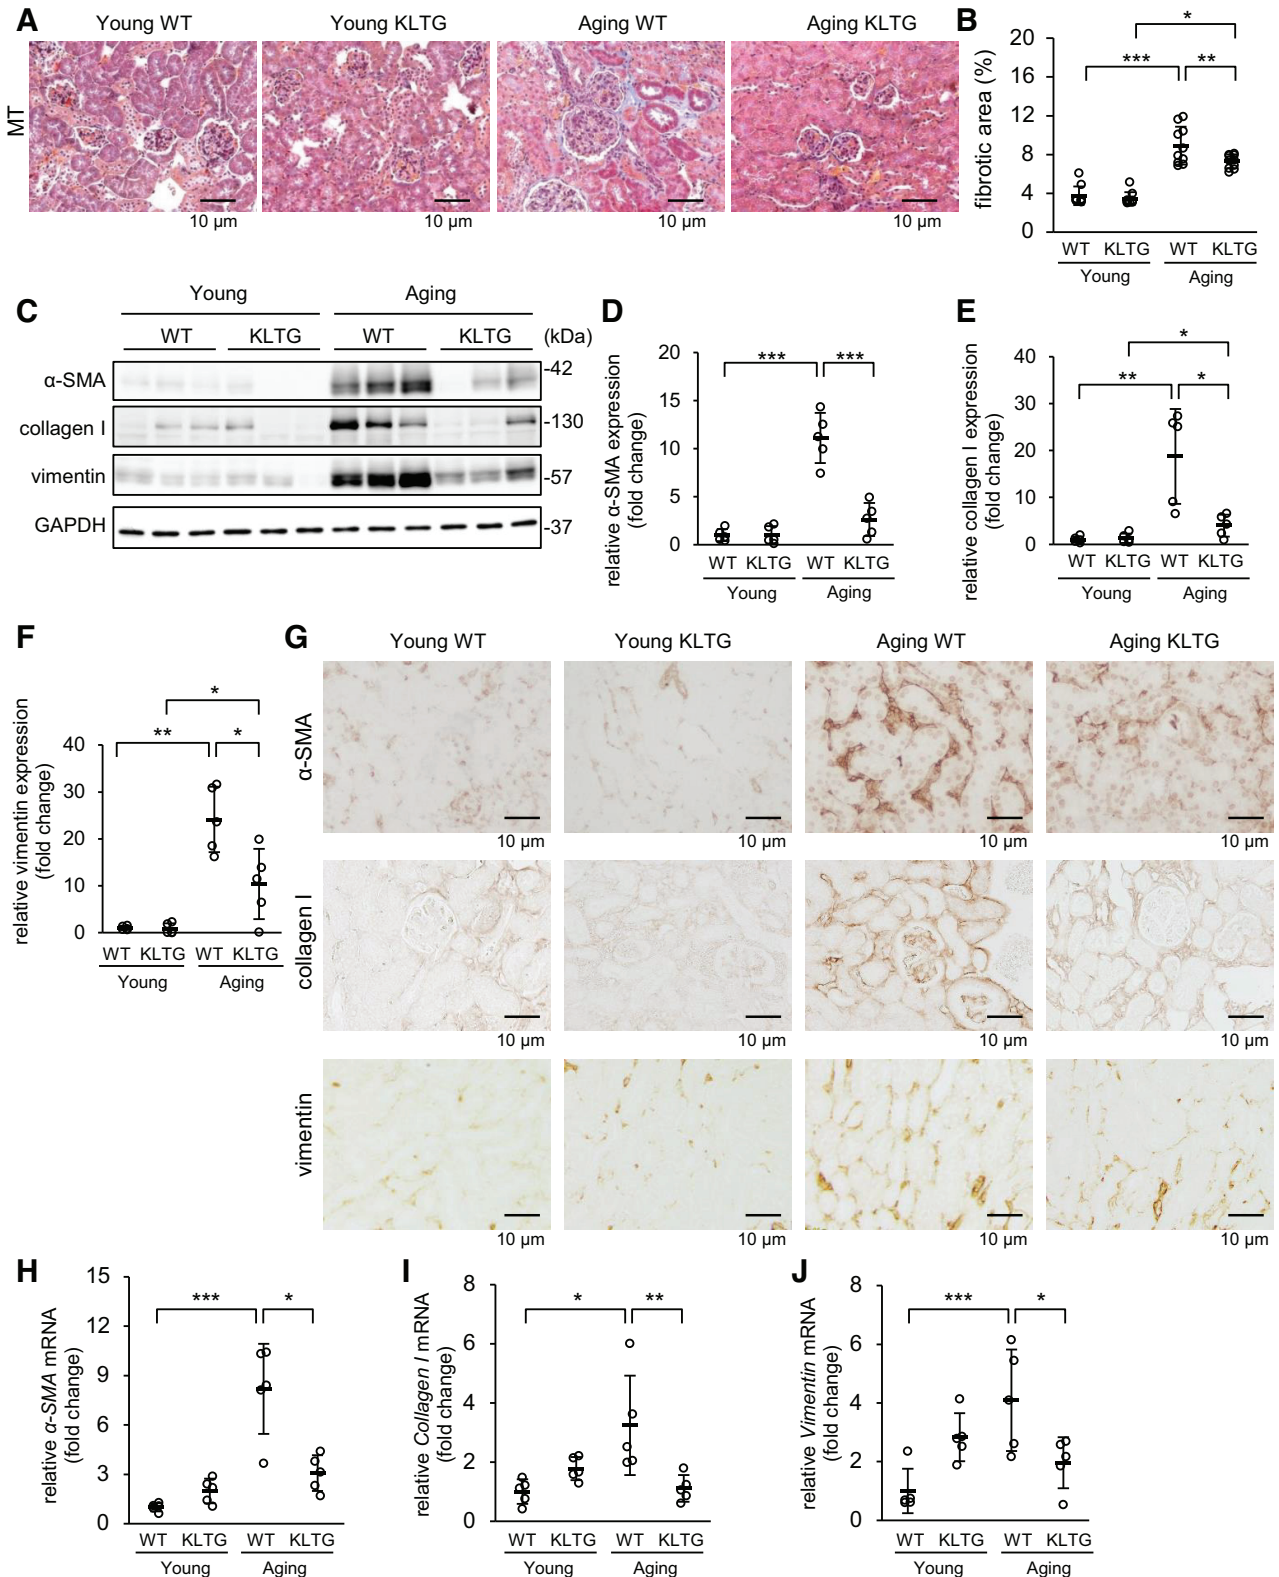 A
Young WT
Young KLTG
Aging WT
Aging KLTG
MT
10 μm
10 μm
10 μm
10 μm
B
fibrotic area (%)
20
16
12
8
4
0
*
***
**
WT KLTG WT KLTG
Young Aging
C
Young Aging
WT KLTG WT KLTG (kDa)
α-SMA -42
collagen I -130
vimentin -57
GAPDH -37
D
relative α-SMA expression
(fold change)
20
15
10
5
0
*** ***
WT KLTG WT KLTG
Young Aging
E
relative collagen I expression
(fold change)
40
30
20
10
0
*
** *
WT KLTG WT KLTG
Young Aging
F
relative vimentin expression
(fold change)
40
30
20
10
0
*
** *
WT KLTG WT KLTG
Young Aging
G
Young WT
Young KLTG
Aging WT
Aging KLTG
α-SMA
10 μm
10 μm
10 μm
10 μm
collagen I
10 μm
10 μm
10 μm
10 μm
vimentin
10 μm
10 μm
10 μm
10 μm
H
relative α-SMA mRNA
(fold change)
15
12
9
6
3
0
*** *
WT KLTG WT KLTG
Young Aging
I
relative Collagen I mRNA
(fold change)
8
6
4
2
0
* **
WT KLTG WT KLTG
Young Aging
J
relative Vimentin mRNA
(fold change)
8
6
4
2
0
*** *
WT KLTG WT KLTG
Young Aging